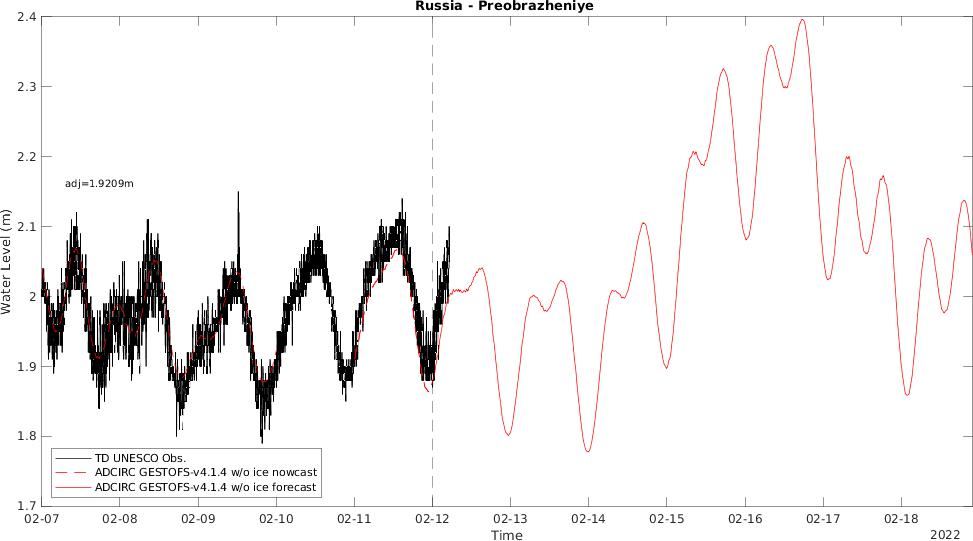 Russia - Preobrazheniye
2.4
2.3
2.2
2.1
2
1.9
1.8
1.7
Water Level (m)
adj=1.9209m
TD UNESCO Obs.
ADCIRC GESTOFS-v4.1.4 w/o ice nowcast
ADCIRC GESTOFS-v4.1.4 w/o ice forecast
02-07 02-08 02-09 02-10 02-11 02-12 02-13 02-14 02-15 02-16 02-17 02-18
Time
2022